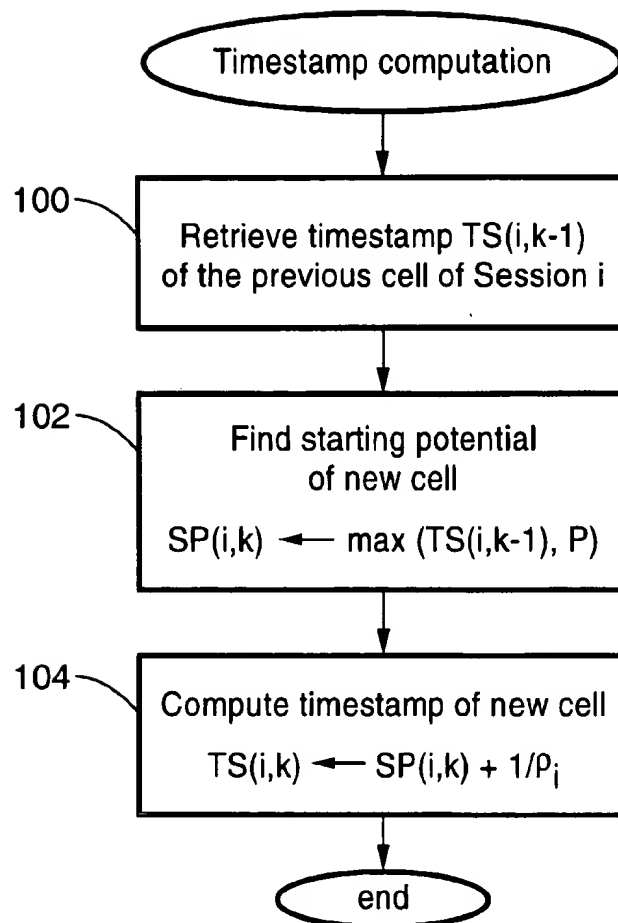 Timestamp computation
100
Retrieve timestamp TS(i,k-1)
of the previous cell of Session i
102
Find starting potential
of new cell
SP(i,k) ← max (TS(i,k-1), P)
104
Compute timestamp of new cell
TS(i,k) ← SP(i,k) + 1/ρi
end